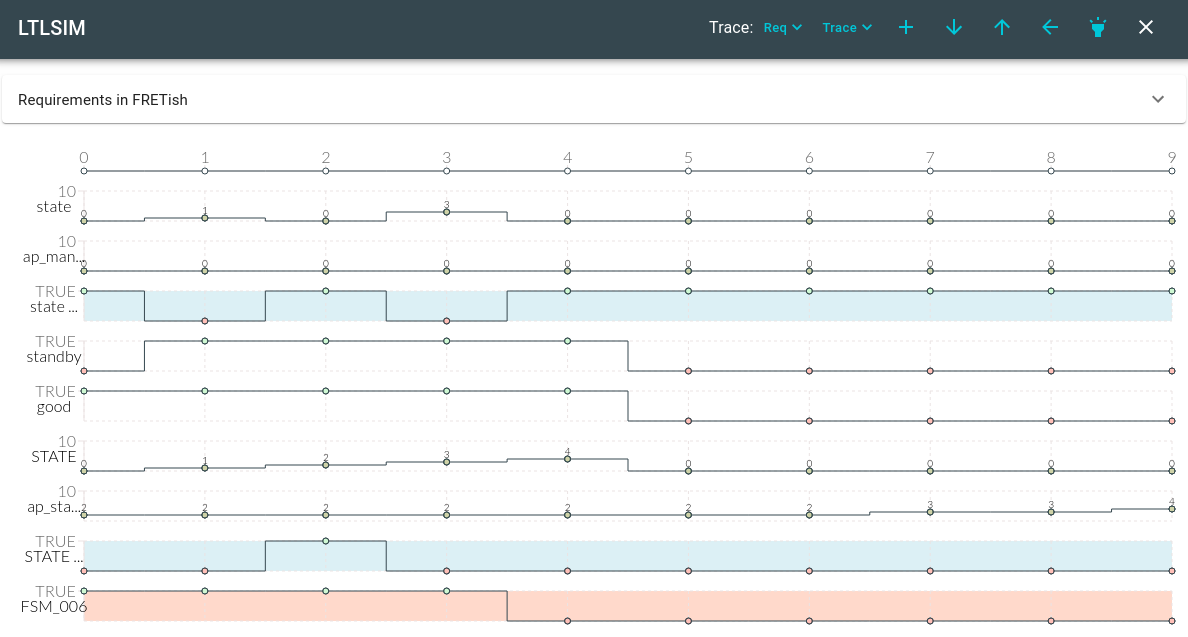 LTLSIM Trace: Req Trace
Requirements in FRETish
0 1 2 3 4 5 6 7 8 9
10
state 0 1 0 3 0 0 0 0 0 0
10
ap_man... 0 0 0 0 0 0 0 0 0 0
TRUE
state ...
TRUE
standby
TRUE
good
10
STATE 0 1 2 3 4 0 0 0 0 0
10
ap_sta... 2 2 2 2 2 2 2 3 3 4
TRUE
STATE ...
TRUE
FSM_006